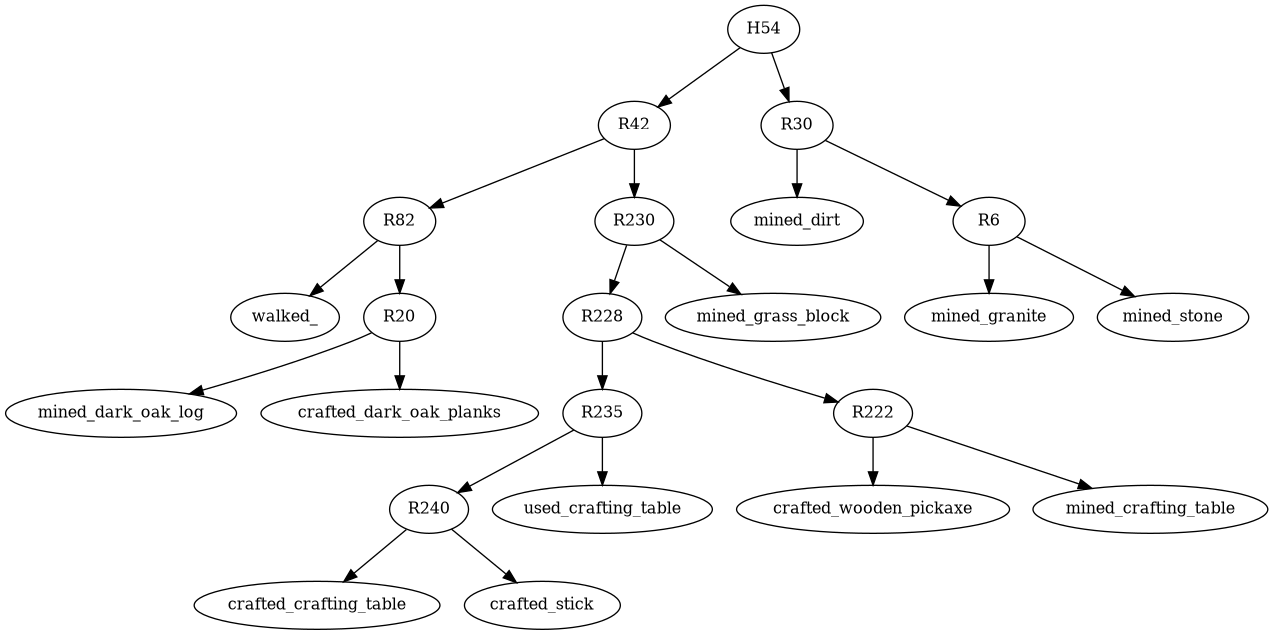 H54
R42
R30
R82
R230
mined_dirt
R6
walked_
R20
R228
mined_grass_block
mined_granite
mined_stone
mined_dark_oak_log
crafted_dark_oak_planks
R235
R222
R240
used_crafting_table
crafted_wooden_pickaxe
mined_crafting_table
crafted_crafting_table
crafted_stick